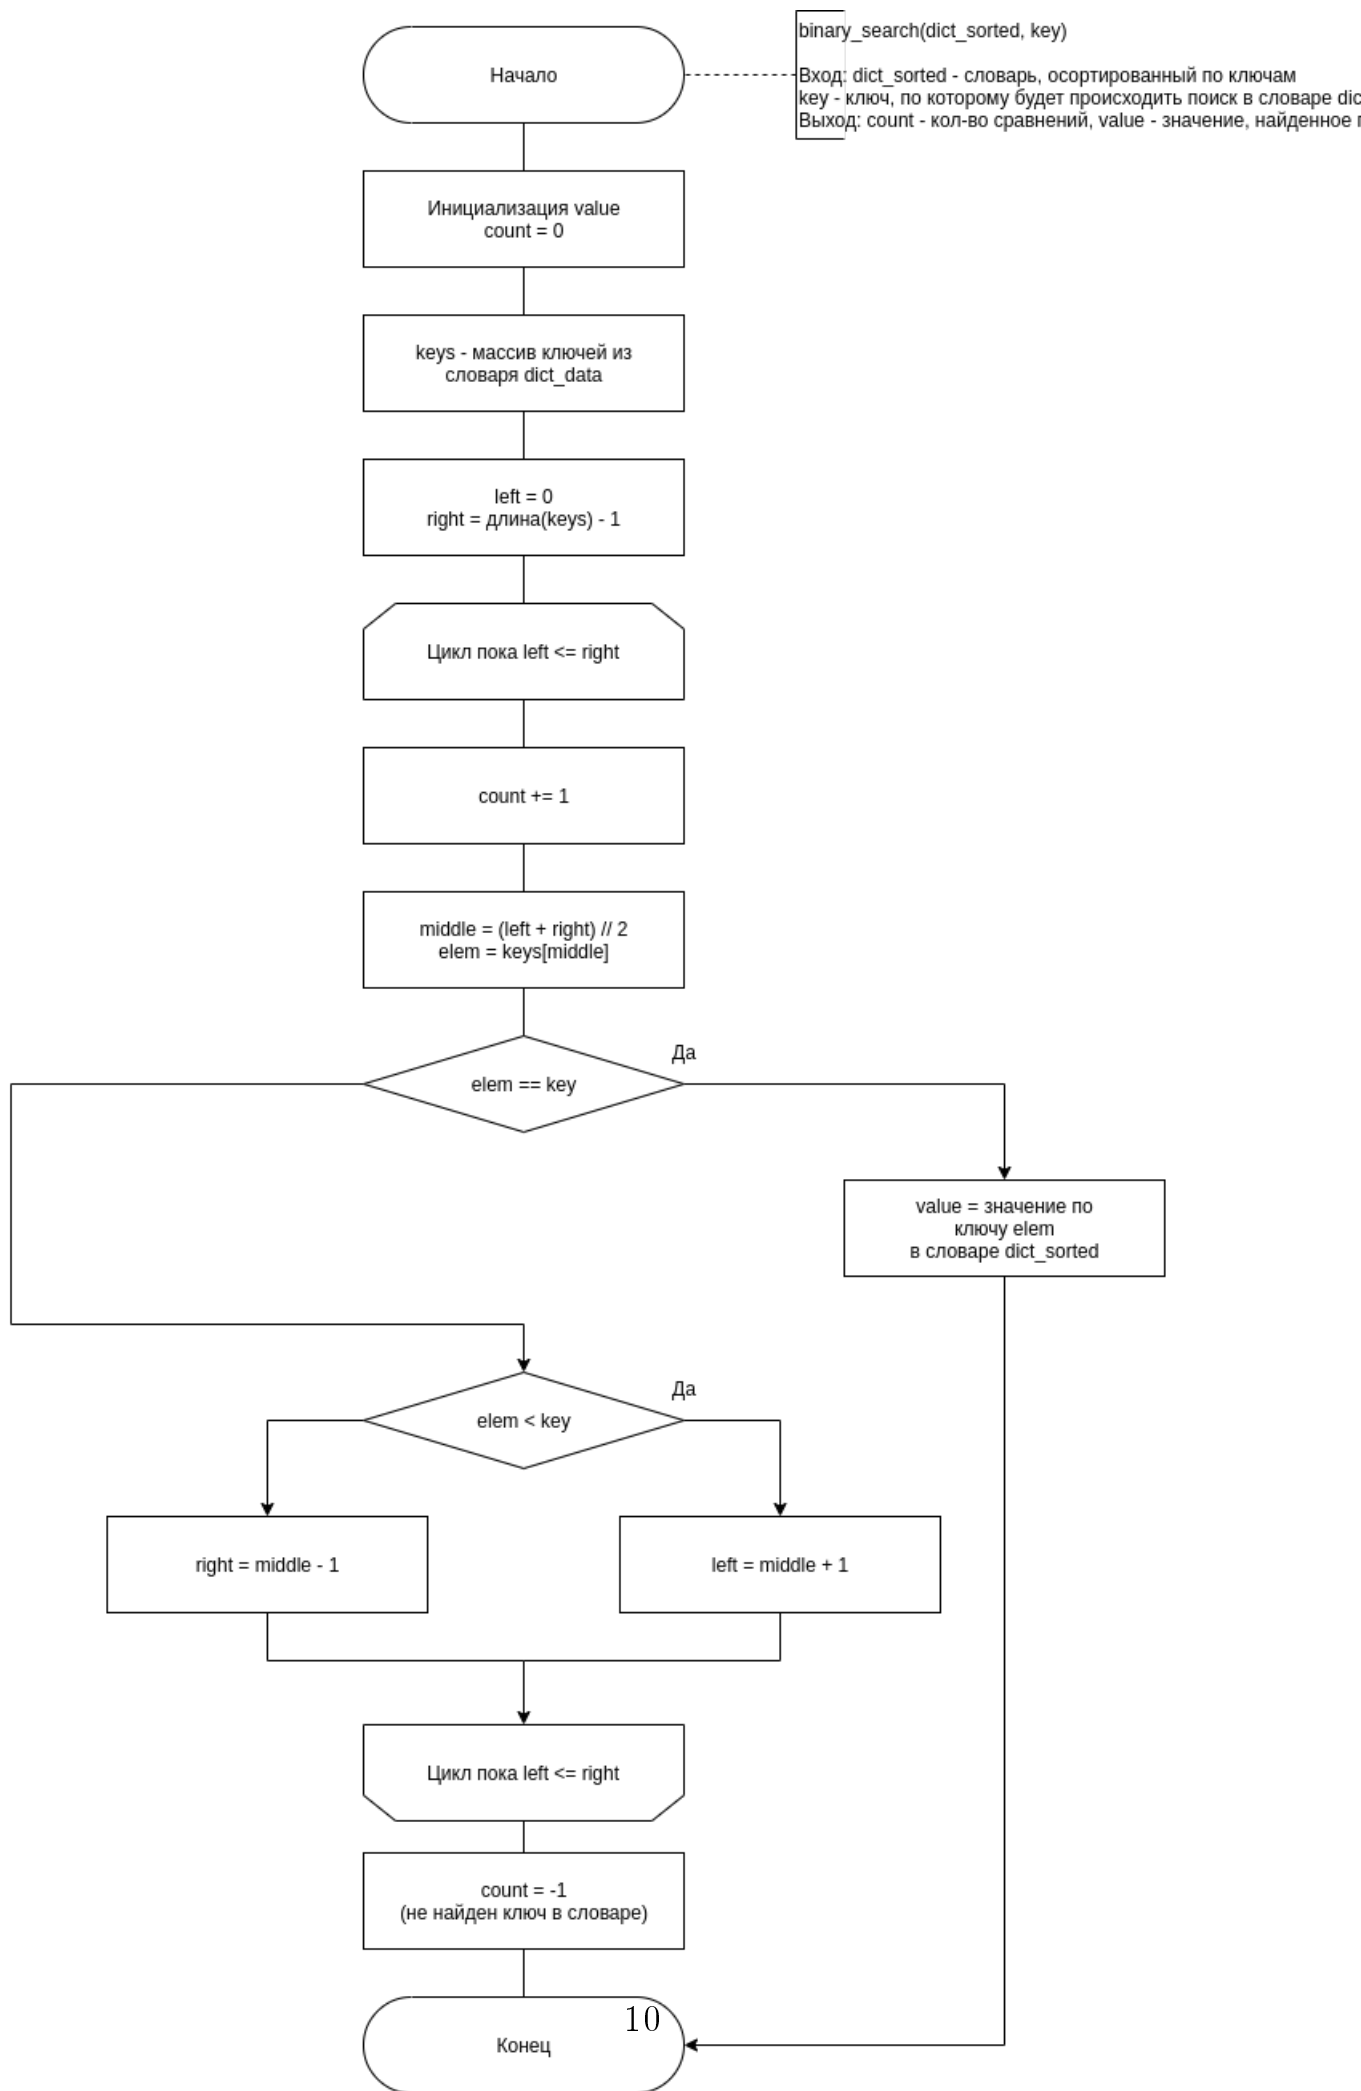 Начало
binary_search(dict_sorted, key)
Вход: dict_sorted - словарь, осортированный по ключам
key - ключ, по которому будет происходить поиск в словаре dic
Выход: count - кол-во сравнений, value - значение, найденное
Инициализация value
count = 0
keys - массив ключей из
словаря dict_data
left = 0
right = длина(keys) - 1
Цикл пока left <= right
count += 1
middle = (left + right) // 2
elem = keys[middle]
Да
elem == key
value = значение по
ключу elem
в словаре dict_sorted
Да
elem < key
right = middle - 1
left = middle + 1
Цикл пока left <= right
count = -1
(не найден ключ в словаре)
10
Конец